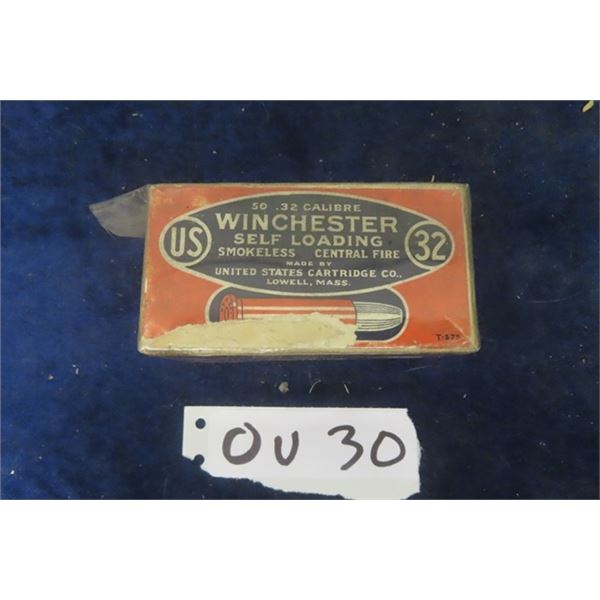 50 .32 CALIBRE
WINCHESTER
SELF LOADING
SMOKELESS CENTRAL FIRE
MADE BY
UNITED STATES CARTRIDGE CO.,
LOWELL, MASS.
US
32
OU 30